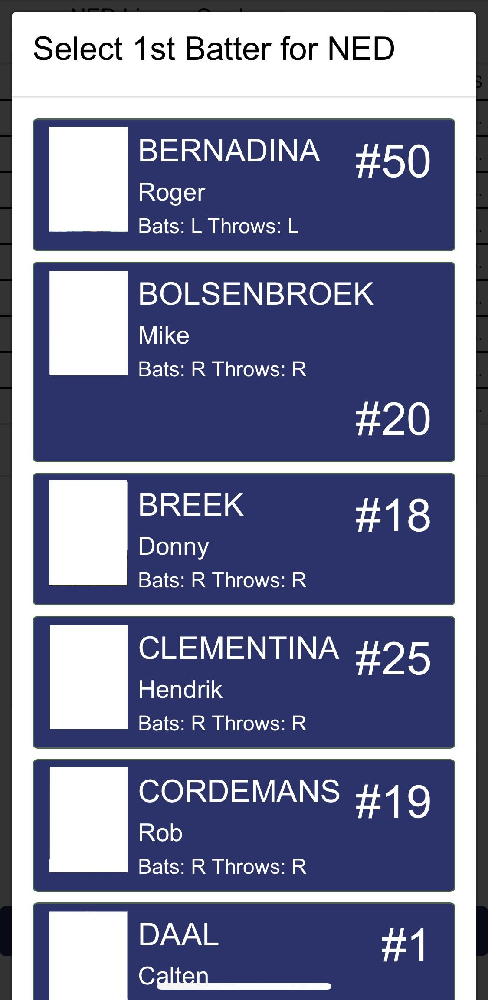 Select 1st Batter for NED
BERNADINA
#50
Roger
Bats: L Throws: L
BOLSENBROEK
Mike
Bats: R Throws: R
#20
BREEK
#18
Donny
Bats: R Throws: R
CLEMENTINA
#25
Hendrik
Bats: R Throws: R
CORDEMANS
#19
Rob
Bats: R Throws: R
DAAL
#1
Calten